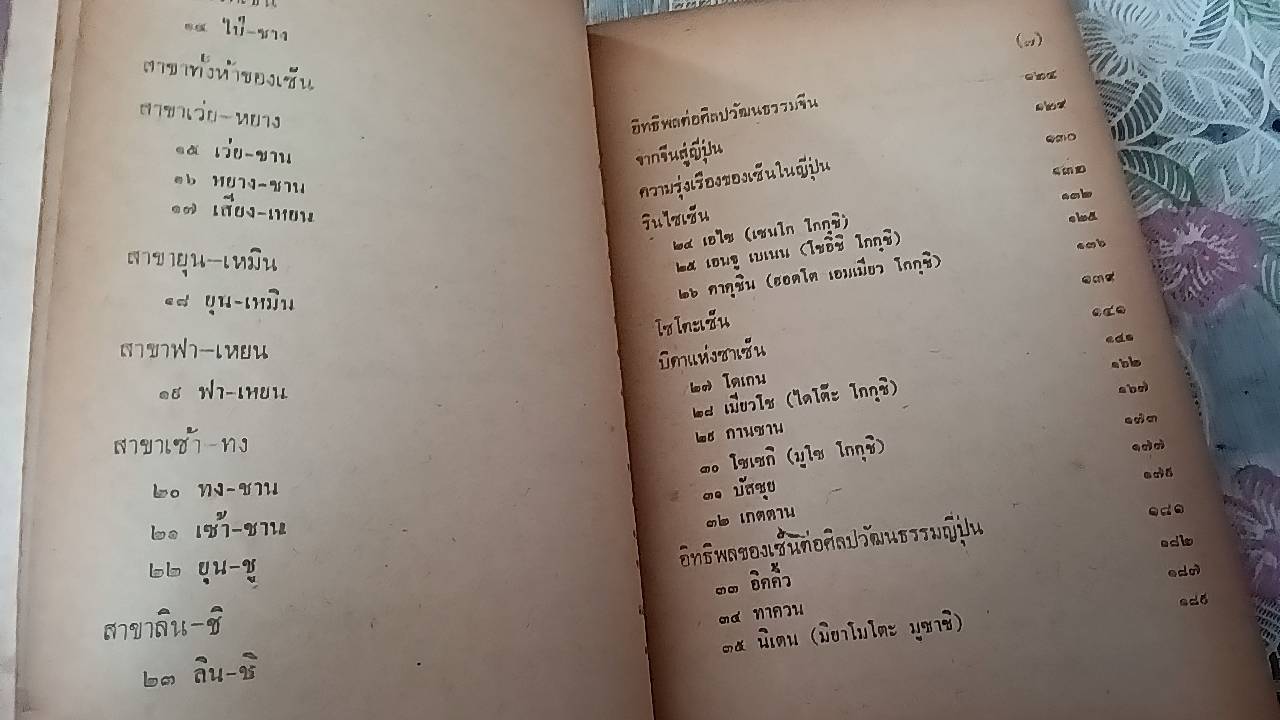 ๑๔ ไป๋-ชาง
สาขาทั้งห้าของเซ็น
สาขาเว่ย-หยาง
๑๕ เว่ย-ชาน
๑๖ หยาง-ชาน
๑๗ เสียง-เหยน
สาขายุน-เหมิน
๑๘ ยุน-เหมิน
สาขาฟา-เหยน
๑๙ ฟา-เหยน
สาขาเซ้า-ทง
๒๐ ทง-ชาน
๒๑ เซ้า-ชาน
๒๒ ยุน-ชู
สาขาลิน-ชิ
๒๓ ลิน-ชิ
(๗)
อิทธิพลต่อศิลปวัฒนธรรมจีน ๑๒๔
จากจีนสู่ญี่ปุ่น ๑๒๙
ความรุ่งเรืองของเซ็นในญี่ปุ่น ๑๓๐
รินไซเซ็น ๑๓๒
๒๔ เอไซ (เซนโก โกกุชิ) ๑๓๒
๒๕ เอนจู เบเนน (โชอิชิ โกกุชิ) ๑๒๕
๒๖ คาคุชิน (ฮอตโต เอมเมียว โกกุชิ) ๑๓๖
โซโตะเซ็น ๑๓๙
บิดาแห่งซาเซ็น ๑๔๑
๒๗ โดเกน ๑๔๑
๒๘ เมียวโช (ไดโต๊ะ โกกุชิ) ๑๖๒
๒๙ กานซาน ๑๖๗
๓๐ โซเซกิ (มูโซ โกกุชิ) ๑๗๓
๓๑ บัสซุย ๑๗๗
๓๒ เกตตาน ๑๗๙
อิทธิพลของเซ็นต่อศิลปวัฒนธรรมญี่ปุ่น ๑๘๑
๓๓ อิคคิว ๑๘๒
๓๔ ทาควน ๑๘๗
๓๕ นิเตน (มิยาโมโตะ มูซาชิ) ๑๘๙